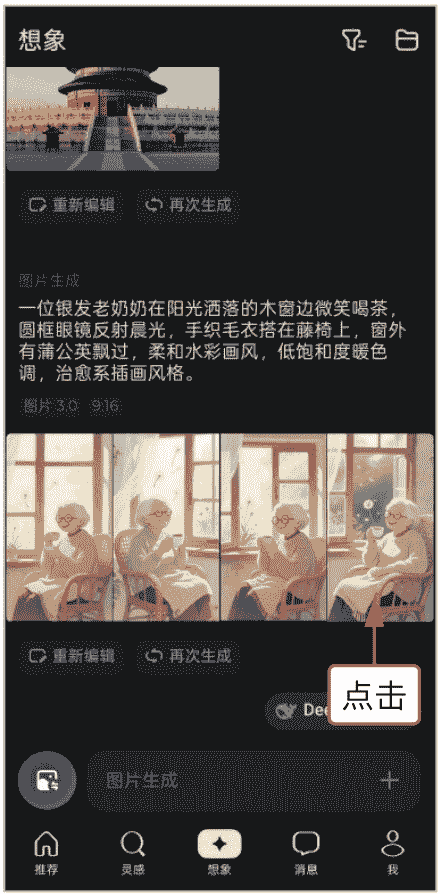 想象
重新编辑
再次生成
图片生成
一位银发老奶奶在阳光洒落的木窗边微笑喝茶，
圆框眼镜反射晨光，手织毛衣搭在藤椅上，窗外
有蒲公英飘过，柔和水彩画风，低饱和度暖色
调，治愈系插画风格。
图片 3.0 9:16
重新编辑
再次生成
点击
图片生成
推荐
灵感
想象
消息
我